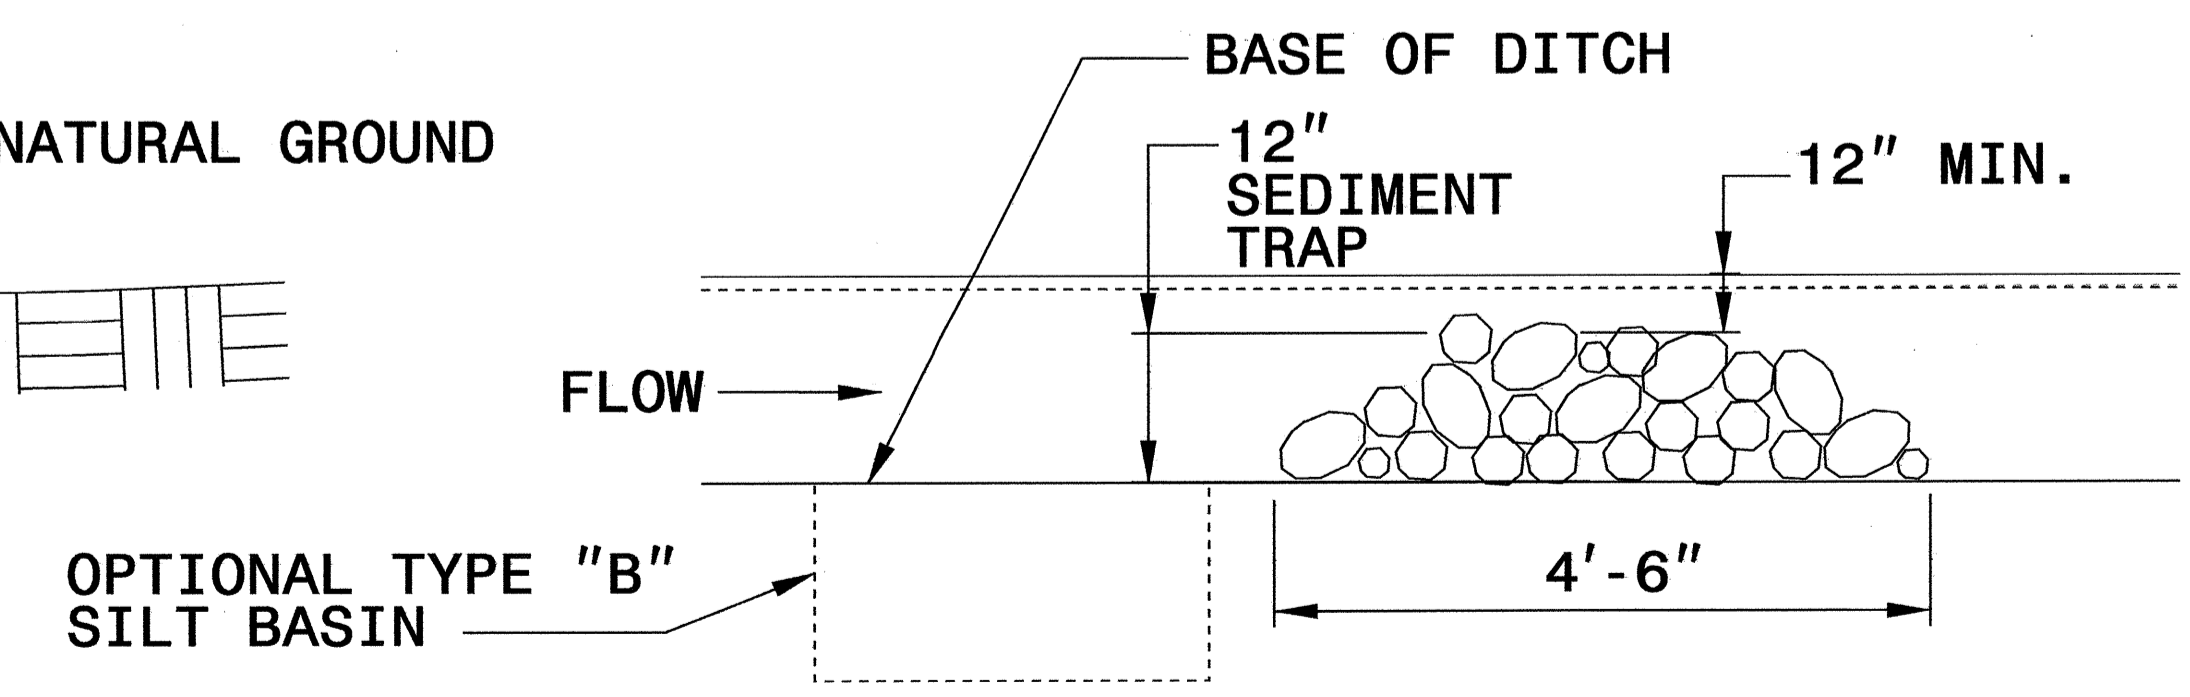 BASE OF DITCH
NATURAL GROUND
12"
SEDIMENT
TRAP
12" MIN.
FLOW
OPTIONAL TYPE "B"
SILT BASIN
4'-6"